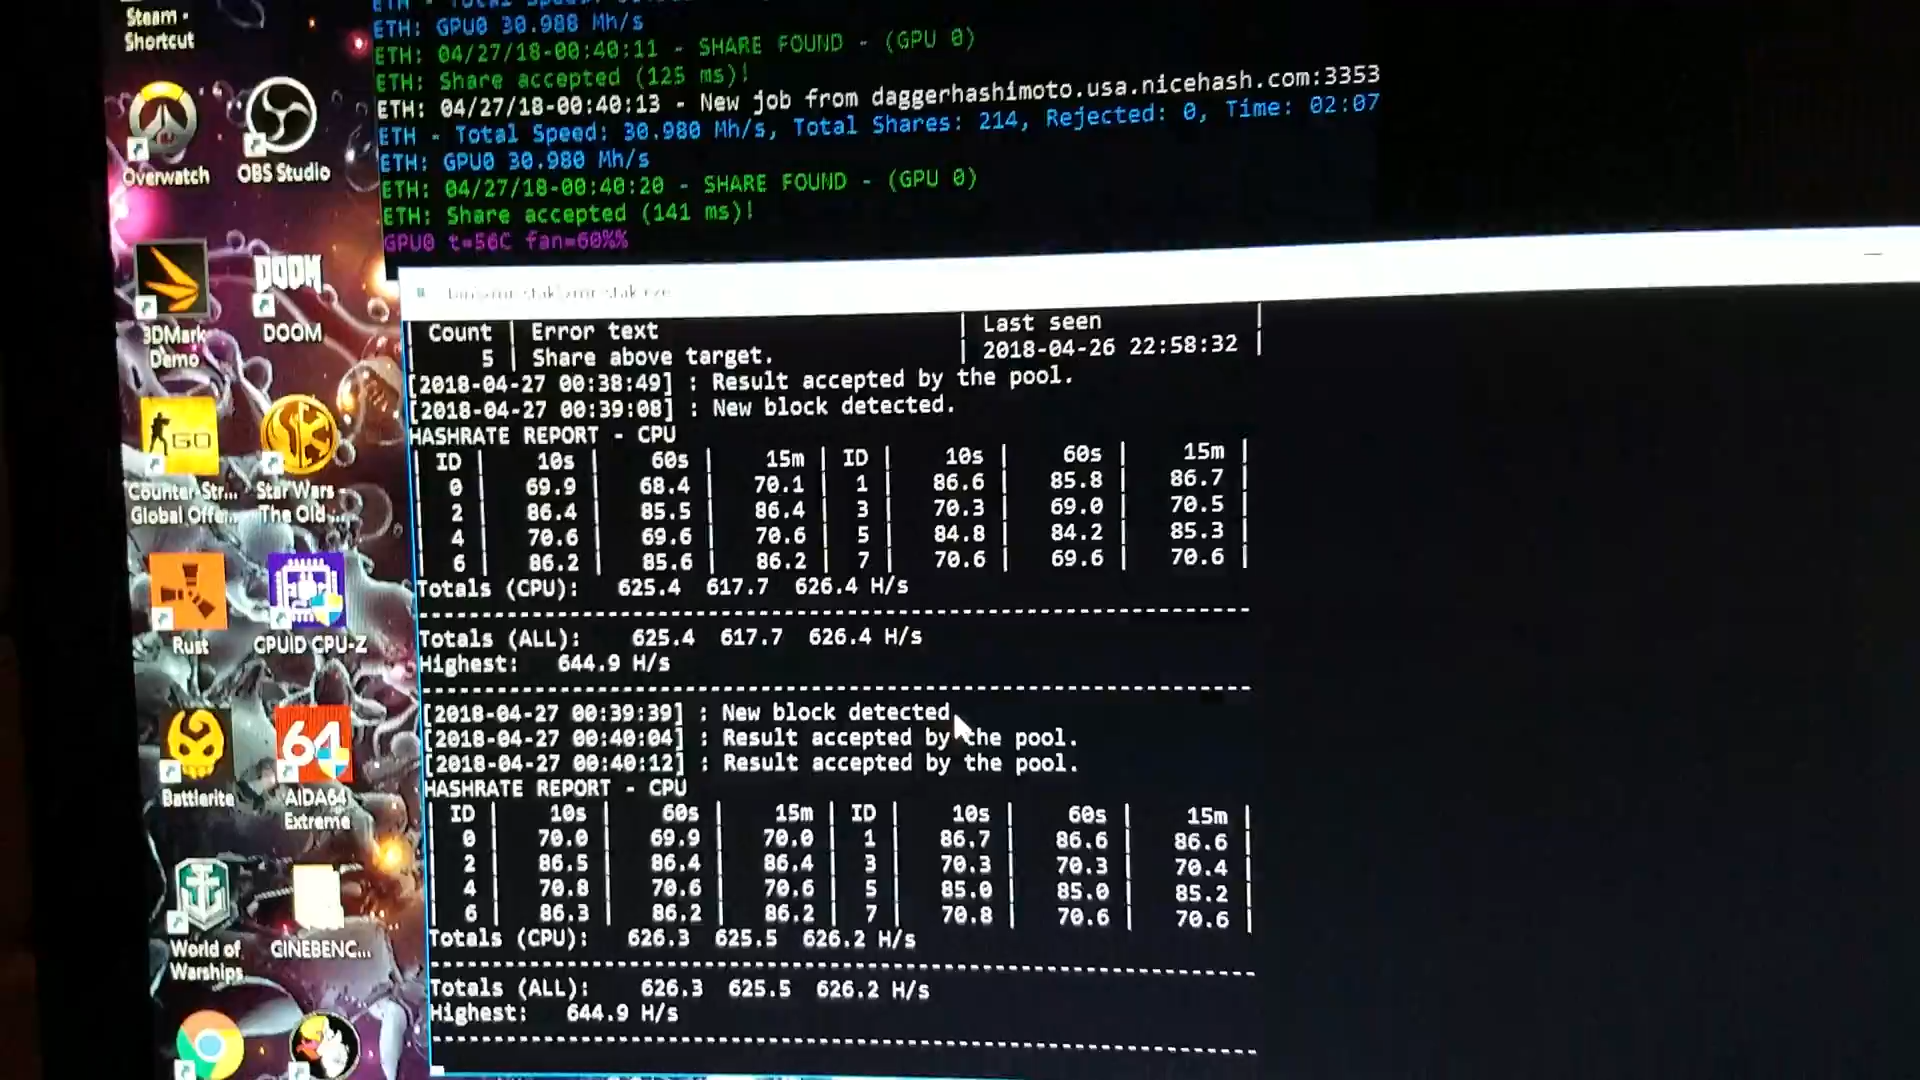 Steam -
Shortcut
Overwatch
OBS Studio
3DMark
Demo
DOOM
DOOM
GO
Counter-Str...
Global Offe...
Star Wars -
The Old ...
Rust
CPUID CPU-Z
Battlerite
64
AIDA64
Extreme
World of
Warships
CINEBENC...
ETH: GPU0 30.988 Mh/s
ETH: 04/27/18-00:40:11 - SHARE FOUND - (GPU 0)
ETH: Share accepted (125 ms)!
ETH: 04/27/18-00:40:13 - New job from daggerhashimoto.usa.nicehash.com:3353
ETH - Total Speed: 30.980 Mh/s, Total Shares: 214, Rejected: 0, Time: 02:07
ETH: GPU0 30.980 Mh/s
ETH: 04/27/18-00:40:20 - SHARE FOUND - (GPU 0)
ETH: Share accepted (141 ms)!
GPU0 t=56C fan=60%%
| Count | Error text | Last seen |
| 5 | Share above target. | 2018-04-26 22:58:32 |
[2018-04-27 00:38:49] : Result accepted by the pool.
[2018-04-27 00:39:08] : New block detected.
HASHRATE REPORT - CPU
| ID | 10s | 60s | 15m | ID | 10s | 60s | 15m |
| 0 | 69.9 | 68.4 | 70.1 | 1 | 86.6 | 85.8 | 86.7 |
| 2 | 86.4 | 85.5 | 86.4 | 3 | 70.3 | 69.0 | 70.5 |
| 4 | 70.6 | 69.6 | 70.6 | 5 | 84.8 | 84.2 | 85.3 |
| 6 | 86.2 | 85.6 | 86.2 | 7 | 70.6 | 69.6 | 70.6 |
Totals (CPU): 625.4 617.7 626.4 H/s
Totals (ALL): 625.4 617.7 626.4 H/s
Highest: 644.9 H/s
[2018-04-27 00:39:39] : New block detected
[2018-04-27 00:40:04] : Result accepted by the pool.
[2018-04-27 00:40:12] : Result accepted by the pool.
HASHRATE REPORT - CPU
| ID | 10s | 60s | 15m | ID | 10s | 60s | 15m |
| 0 | 70.0 | 69.9 | 70.0 | 1 | 86.7 | 86.6 | 86.6 |
| 2 | 86.5 | 86.4 | 86.4 | 3 | 70.3 | 70.3 | 70.4 |
| 4 | 70.8 | 70.6 | 70.6 | 5 | 85.0 | 85.0 | 85.2 |
| 6 | 86.3 | 86.2 | 86.2 | 7 | 70.8 | 70.6 | 70.6 |
Totals (CPU): 626.3 625.5 626.2 H/s
Totals (ALL): 626.3 625.5 626.2 H/s
Highest: 644.9 H/s